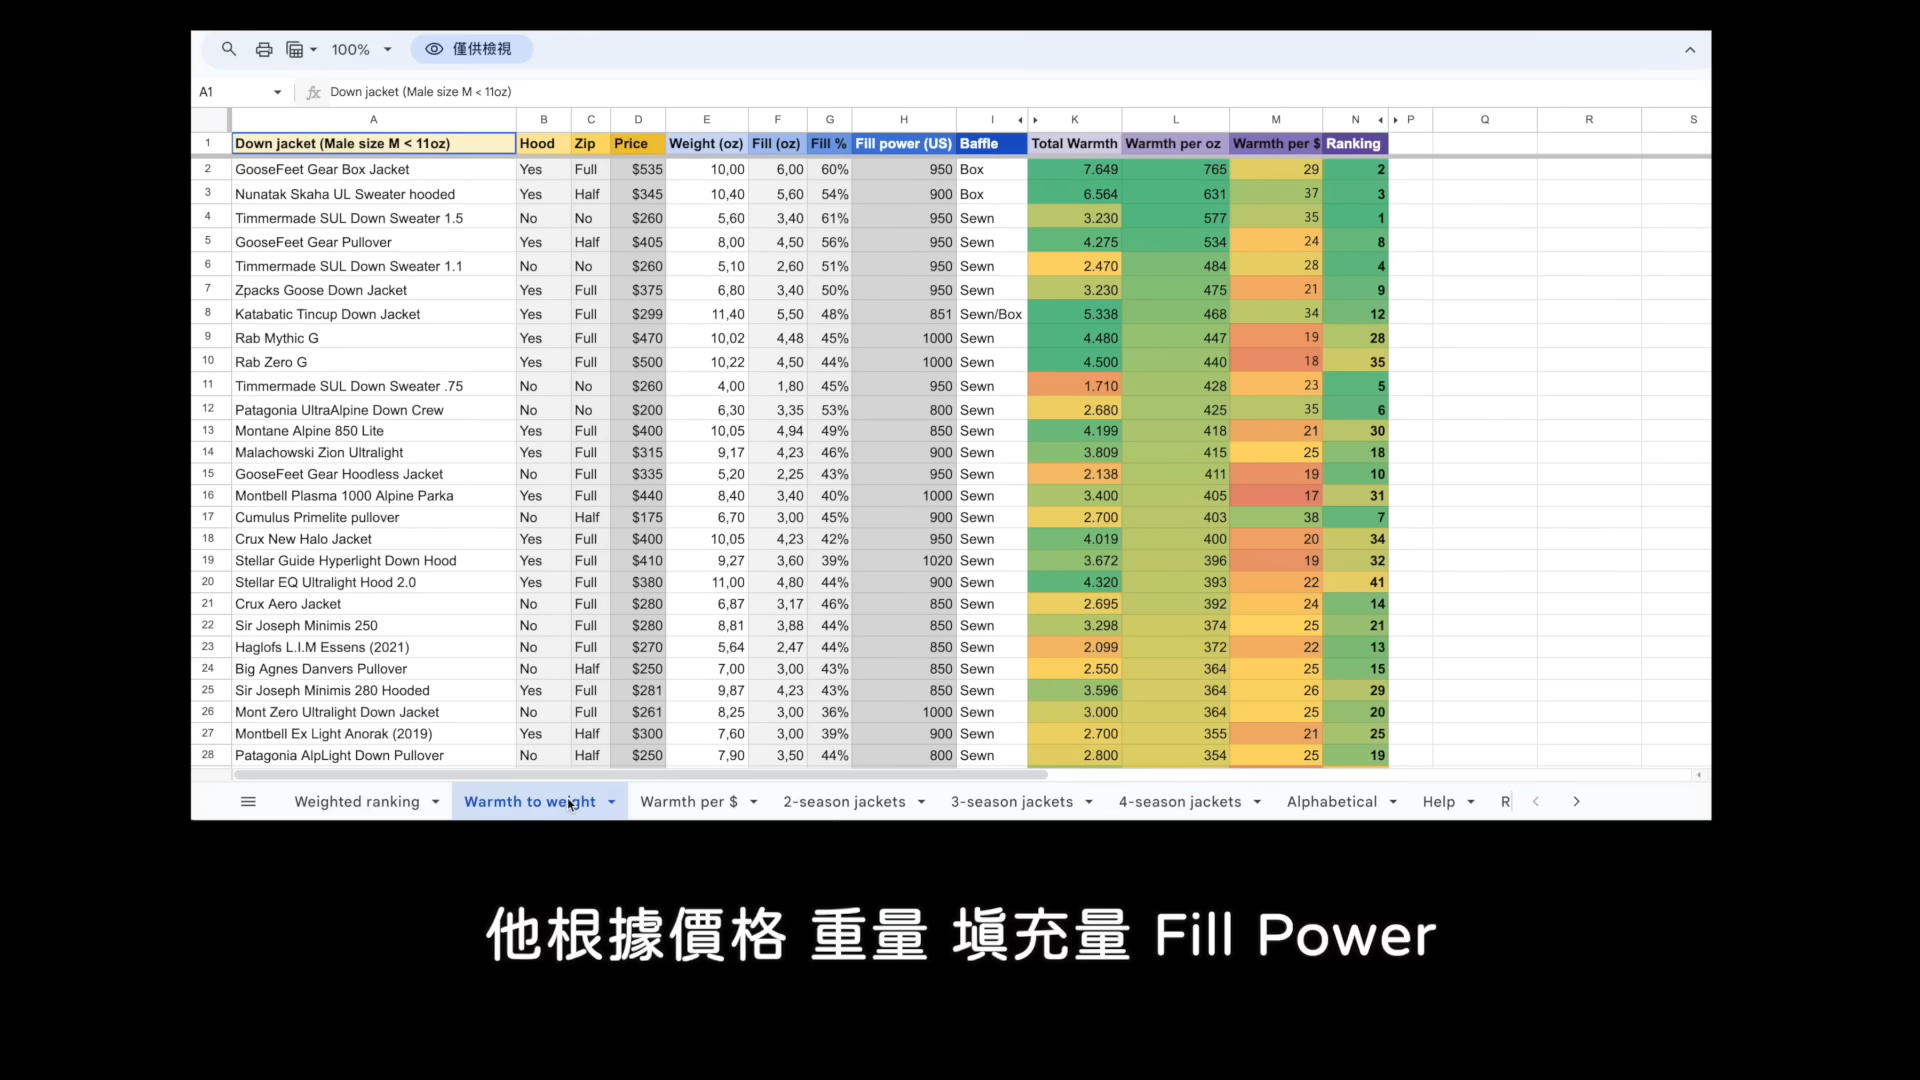 100% 僅供檢視
A1 fx Down jacket (Male size M < 11oz)
A B C D E F G H I K L M N P Q R S
1 Down jacket (Male size M < 11oz) Hood Zip Price Weight (oz) Fill (oz) Fill % Fill power (US) Baffle Total Warmth Warmth per oz Warmth per $ Ranking
2 GooseFeet Gear Box Jacket Yes Full $535 10,00 6,00 60% 950 Box 7.649 765 29 2
3 Nunatak Skaha UL Sweater hooded Yes Half $345 10,40 5,60 54% 900 Box 6.564 631 37 3
4 Timmermade SUL Down Sweater 1.5 No No $260 5,60 3,40 61% 950 Sewn 3.230 577 35 1
5 GooseFeet Gear Pullover Yes Half $405 8,00 4,50 56% 950 Sewn 4.275 534 24 8
6 Timmermade SUL Down Sweater 1.1 No No $260 5,10 2,60 51% 950 Sewn 2.470 484 28 4
7 Zpacks Goose Down Jacket Yes Full $375 6,80 3,40 50% 950 Sewn 3.230 475 21 9
8 Katabatic Tincup Down Jacket Yes Full $299 11,40 5,50 48% 851 Sewn/Box 5.338 468 34 12
9 Rab Mythic G Yes Full $470 10,02 4,48 45% 1000 Sewn 4.480 447 19 28
10 Rab Zero G Yes Full $500 10,22 4,50 44% 1000 Sewn 4.500 440 18 35
11 Timmermade SUL Down Sweater .75 No No $260 4,00 1,80 45% 950 Sewn 1.710 428 23 5
12 Patagonia UltraAlpine Down Crew No No $200 6,30 3,35 53% 800 Sewn 2.680 425 35 6
13 Montane Alpine 850 Lite Yes Full $400 10,05 4,94 49% 850 Sewn 4.199 418 21 30
14 Malachowski Zion Ultralight Yes Full $315 9,17 4,23 46% 900 Sewn 3.809 415 25 18
15 GooseFeet Gear Hoodless Jacket No Full $335 5,20 2,25 43% 950 Sewn 2.138 411 19 10
16 Montbell Plasma 1000 Alpine Parka Yes Full $440 8,40 3,40 40% 1000 Sewn 3.400 405 17 31
17 Cumulus Primelite pullover No Half $175 6,70 3,00 45% 900 Sewn 2.700 403 38 7
18 Crux New Halo Jacket Yes Full $400 10,05 4,23 42% 950 Sewn 4.019 400 20 34
19 Stellar Guide Hyperlight Down Hood Yes Full $410 9,27 3,60 39% 1020 Sewn 3.672 396 19 32
20 Stellar EQ Ultralight Hood 2.0 Yes Full $380 11,00 4,80 44% 900 Sewn 4.320 393 22 41
21 Crux Aero Jacket No Full $280 6,87 3,17 46% 850 Sewn 2.695 392 24 14
22 Sir Joseph Minimis 250 No Full $280 8,81 3,88 44% 850 Sewn 3.298 374 25 21
23 Haglofs L.I.M Essens (2021) No Full $270 5,64 2,47 44% 850 Sewn 2.099 372 22 13
24 Big Agnes Danvers Pullover No Half $250 7,00 3,00 43% 850 Sewn 2.550 364 25 15
25 Sir Joseph Minimis 280 Hooded Yes Full $281 9,87 4,23 43% 850 Sewn 3.596 364 26 29
26 Mont Zero Ultralight Down Jacket No Full $261 8,25 3,00 36% 1000 Sewn 3.000 364 25 20
27 Montbell Ex Light Anorak (2019) Yes Half $300 7,60 3,00 39% 900 Sewn 2.700 355 21 25
28 Patagonia AlpLight Down Pullover No Half $250 7,90 3,50 44% 800 Sewn 2.800 354 25 19
Weighted ranking Warmth to weight Warmth per $ 2-season jackets 3-season jackets 4-season jackets Alphabetical Help R
他根據價格 重量 填充量 Fill Power